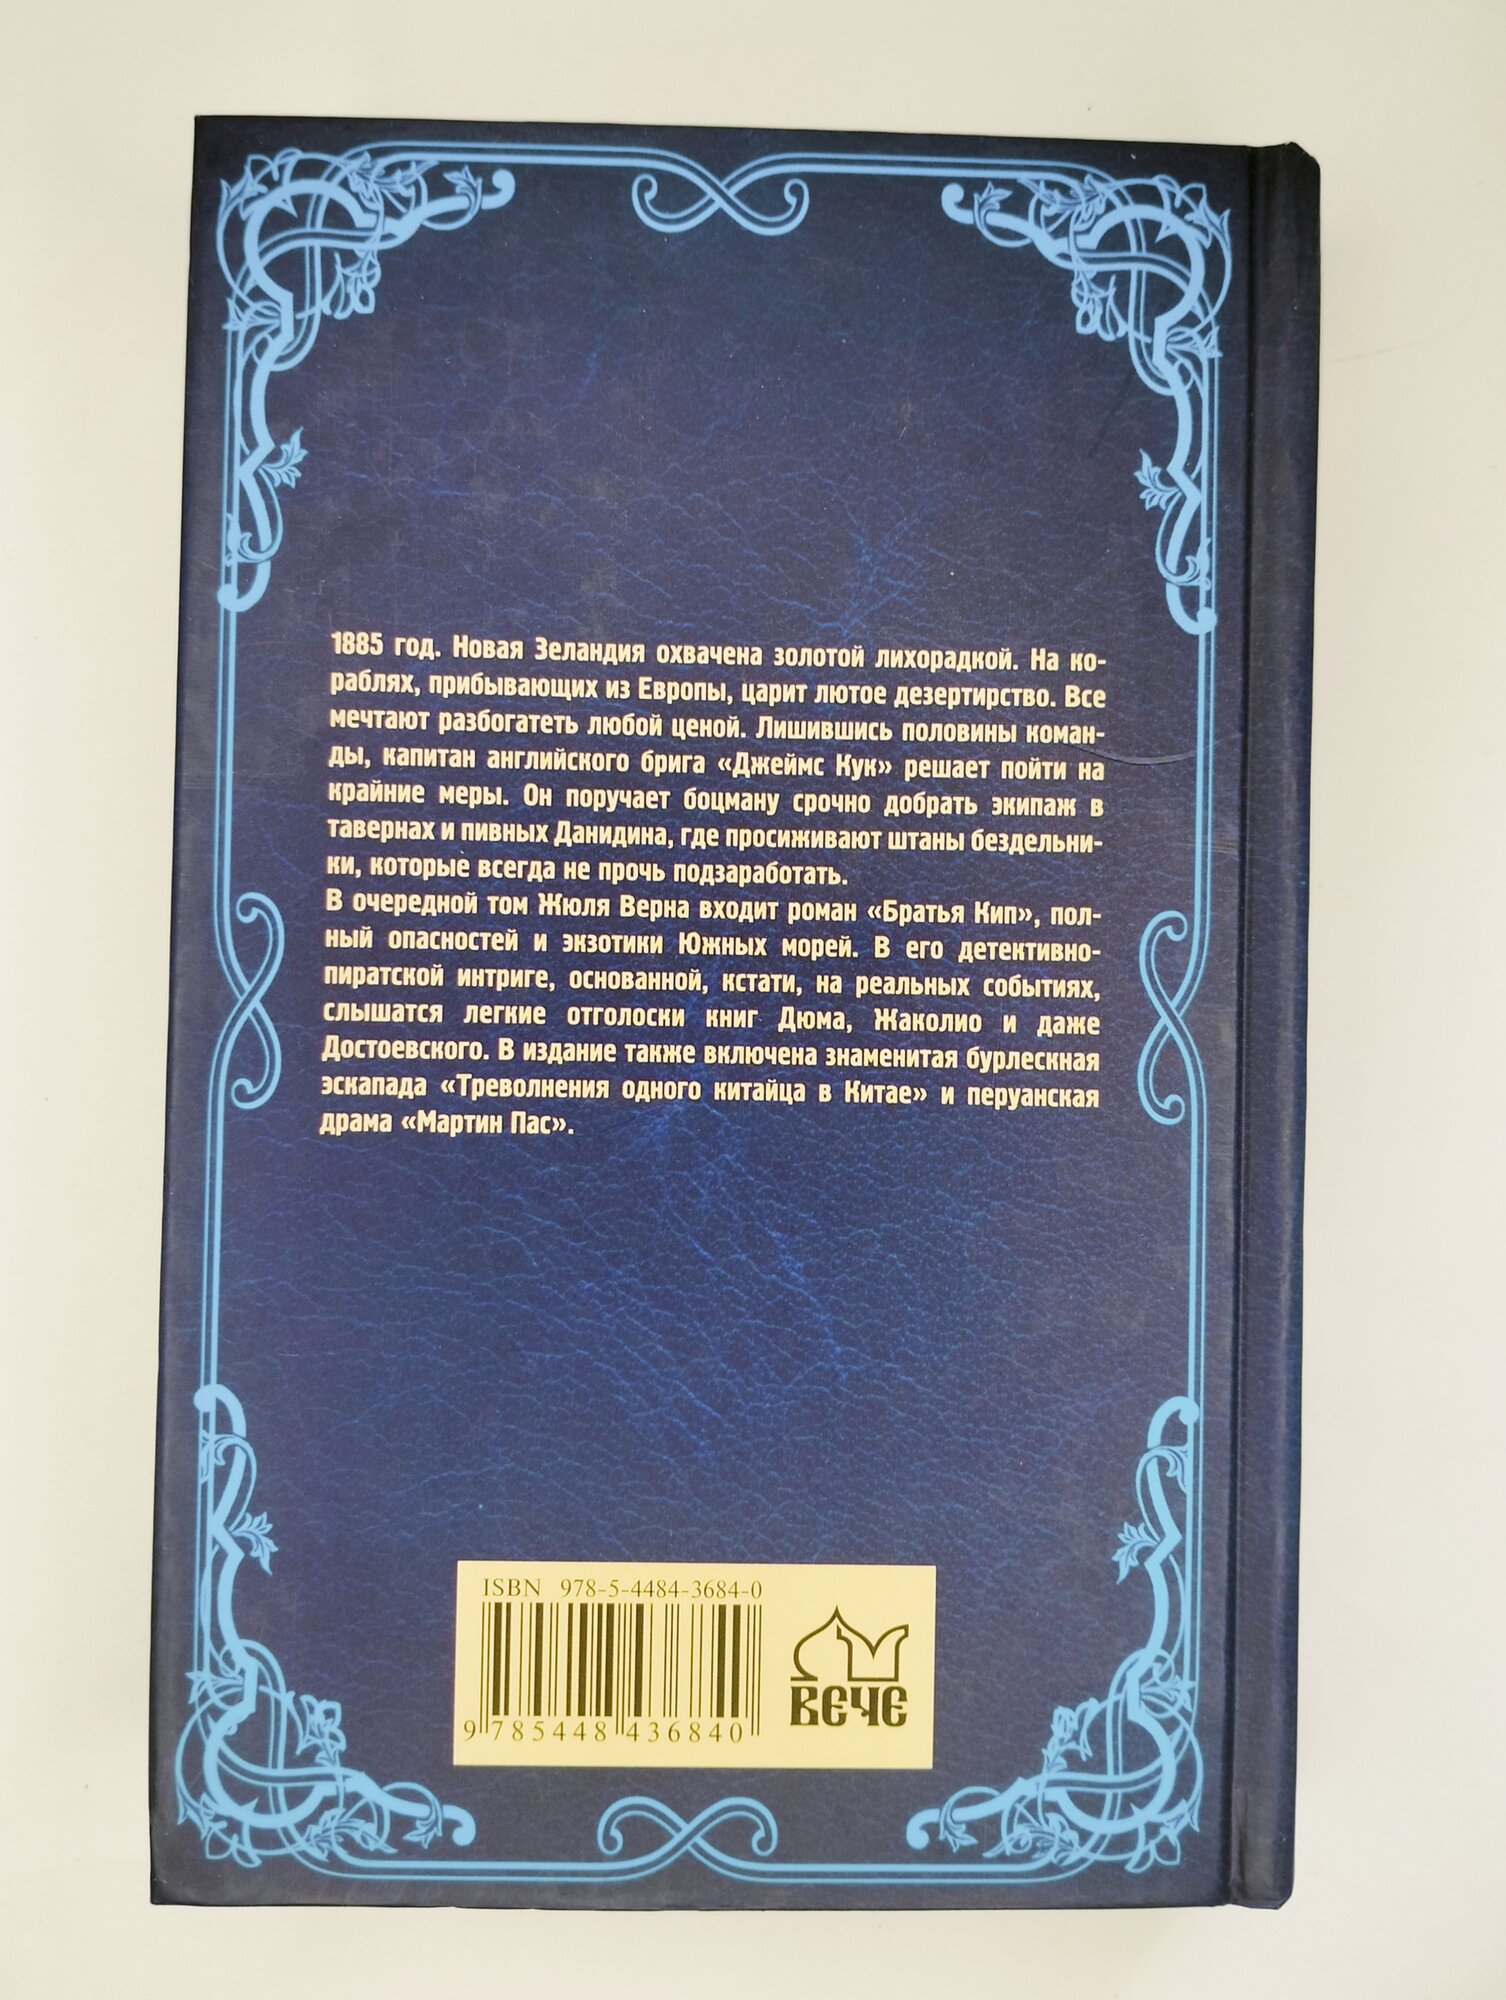 1885 год. Новая Зеландия охвачена золотой лихорадкой. На ко-
раблях, прибывающих из Европы, царит лютое дезертирство. Все
мечтают разбогатеть любой ценой. Лишившись половины коман-
ды, капитан английского брига «Джеймс Кук» решает пойти на
крайние меры. Он поручает боцману срочно добрать экипаж в
тавернах и пивных Данидина, где просиживают штаны бездельни-
ки, которые всегда не прочь подзаработать.
В очередной том Жюля Верна входит роман «Братья Кип», пол-
ный опасностей и экзотики Южных морей. В его детективно-
пиратской интриге, основанной, кстати, на реальных событиях,
слышатся легкие отголоски книг Дюма, Жаколио и даже
Достоевского. В издание также включена знаменитая бурлескная
эскапада «Треволнения одного китайца в Китае» и перуанская
драма «Мартин Пас».
ISBN 978-5-4484-3684-0
9 785448 436840
ВЕЧЕ